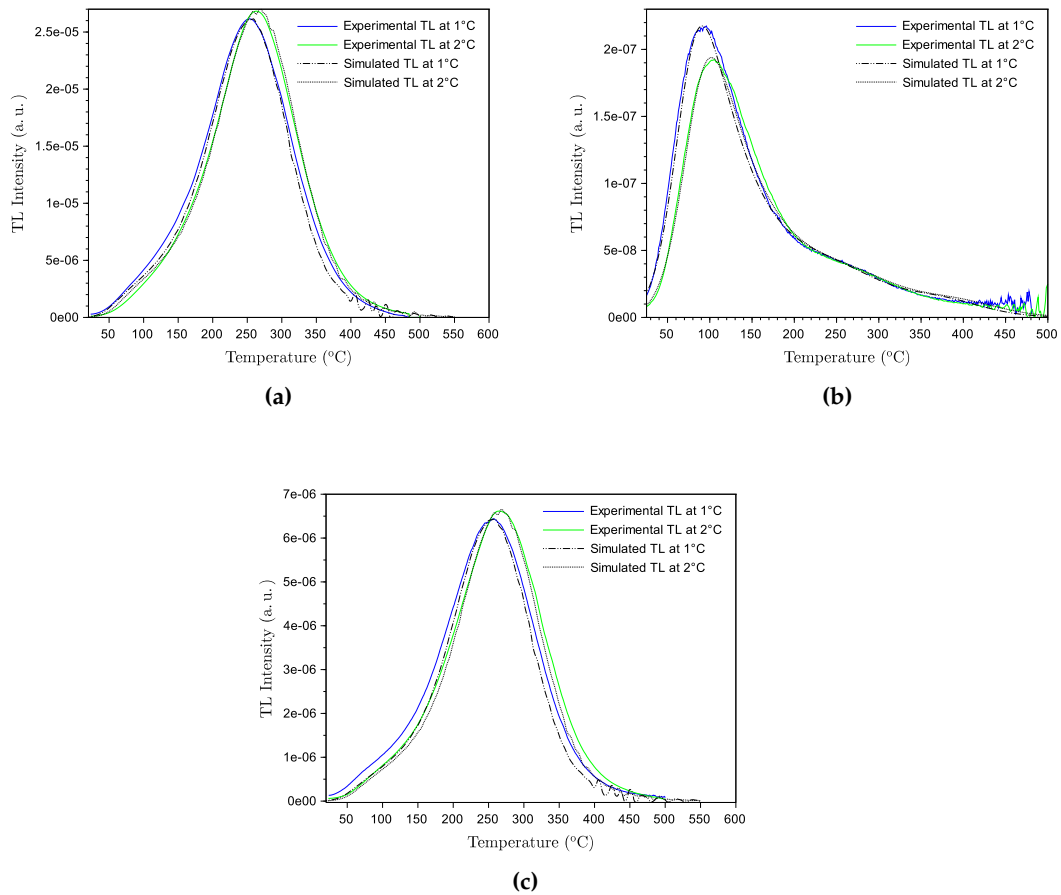 2.5e-05
2e-05
1.5e-05
1e-05
5e-06
0e00
TL Intensity (a. u.)
Experimental TL at 1°C
Experimental TL at 2°C
Simulated TL at 1°C
Simulated TL at 2°C
50 100 150 200 250 300 350 400 450 500 550 600
Temperature (°C)
(a)
2e-07
1.5e-07
1e-07
5e-08
0e00
TL Intensity (a. u.)
Experimental TL at 1°C
Experimental TL at 2°C
Simulated TL at 1°C
Simulated TL at 2°C
50 100 150 200 250 300 350 400 450 500
Temperature (°C)
(b)
7e-06
6e-06
5e-06
4e-06
3e-06
2e-06
1e-06
0e00
TL Intensity (a. u.)
Experimental TL at 1°C
Experimental TL at 2°C
Simulated TL at 1°C
Simulated TL at 2°C
50 100 150 200 250 300 350 400 450 500 550 600
Temperature (°C)
(c)